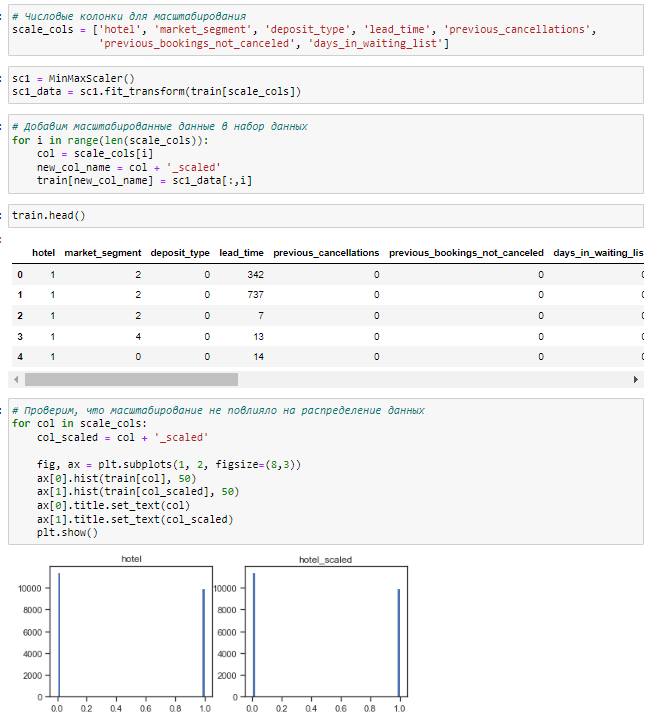 # Числовые колонки для масштабирования
scale_cols = ['hotel', 'market_segment', 'deposit_type', 'lead_time', 'previous_cancellations',
'previous_bookings_not_canceled', 'days_in_waiting_list']
sc1 = MinMaxScaler()
sc1_data = sc1.fit_transform(train[scale_cols])
# Добавим масштабированные данные в набор данных
for i in range(len(scale_cols)):
col = scale_cols[i]
new_col_name = col + '_scaled'
train[new_col_name] = sc1_data[:,i]
train.head()
hotel market_segment deposit_type lead_time previous_cancellations previous_bookings_not_canceled days_in_waiting_lis
0 1 2 0 342 0 0 0
1 1 2 0 737 0 0 0
2 1 2 0 7 0 0 0
3 1 4 0 13 0 0 0
4 1 0 0 14 0 0 0
# Проверим, что масштабирование не повлияло на распределение данных
for col in scale_cols:
col_scaled = col + '_scaled'
fig, ax = plt.subplots(1, 2, figsize=(8,3))
ax[0].hist(train[col], 50)
ax[1].hist(train[col_scaled], 50)
ax[0].title.set_text(col)
ax[1].title.set_text(col_scaled)
plt.show()
hotel hotel_scaled
10000 10000
8000 8000
6000 6000
4000 4000
2000 2000
0 0
0.0 0.2 0.4 0.6 0.8 1.0 0.0 0.2 0.4 0.6 0.8 1.0